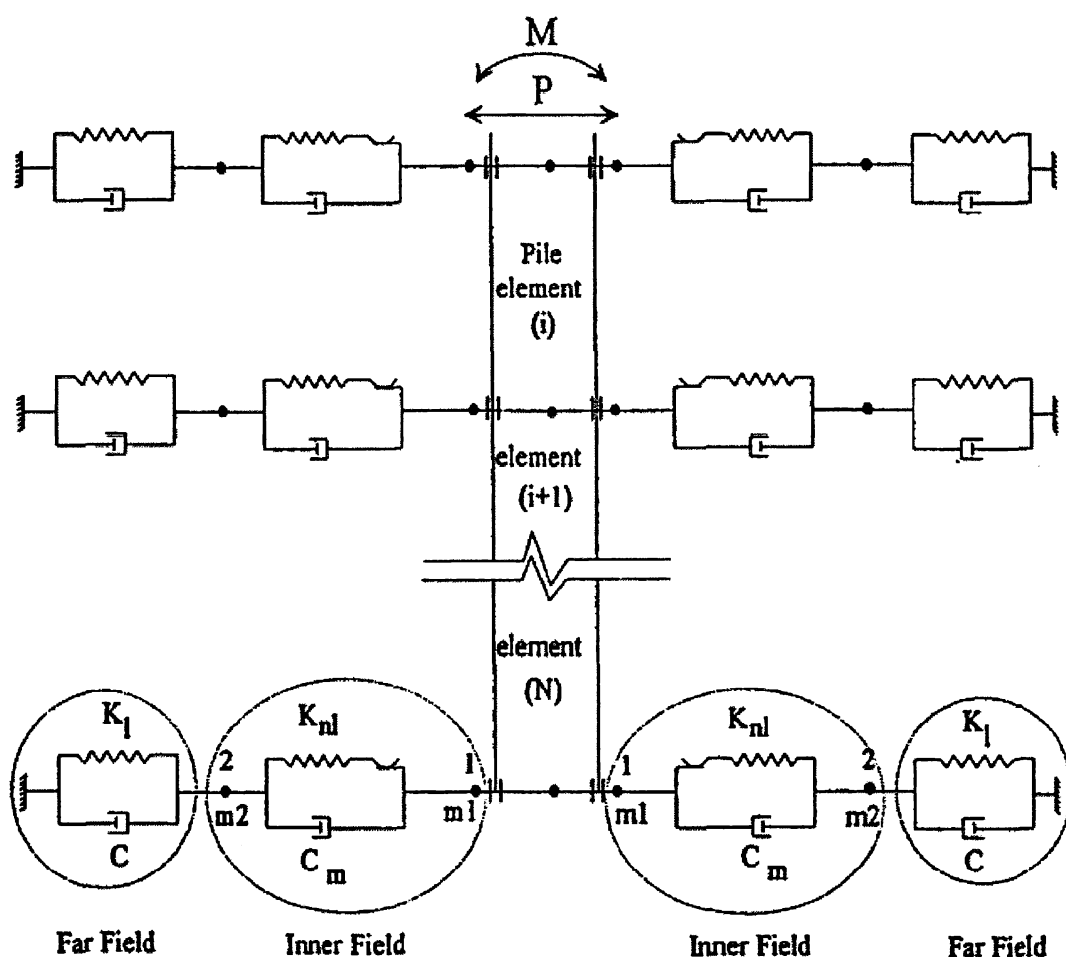 M
P
Pile
element
(i)
element
(i+1)
element
(N)
K_l
K_nl
K_nl
K_l
2
1
1
2
m2
m1
m1
m2
C
C_m
C_m
C
Far Field
Inner Field
Inner Field
Far Field